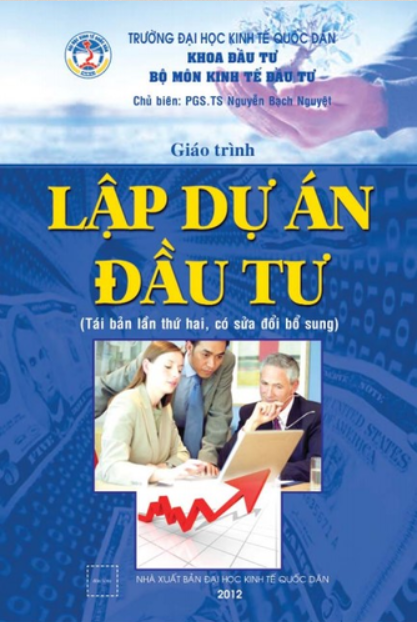 TRƯỜNG ĐẠI HỌC KINH TẾ QUỐC DÂN
KHOA ĐẦU TƯ
BỘ MÔN KINH TẾ ĐẦU TƯ
Chủ biên: PGS.TS Nguyễn Bạch Nguyệt
Giáo trình
LẬP DỰ ÁN
ĐẦU TƯ
(Tái bản lần thứ hai, có sửa đổi bổ sung)
UNITED STATES
NHÀ XUẤT BẢN ĐẠI HỌC KINH TẾ QUỐC DÂN
2012